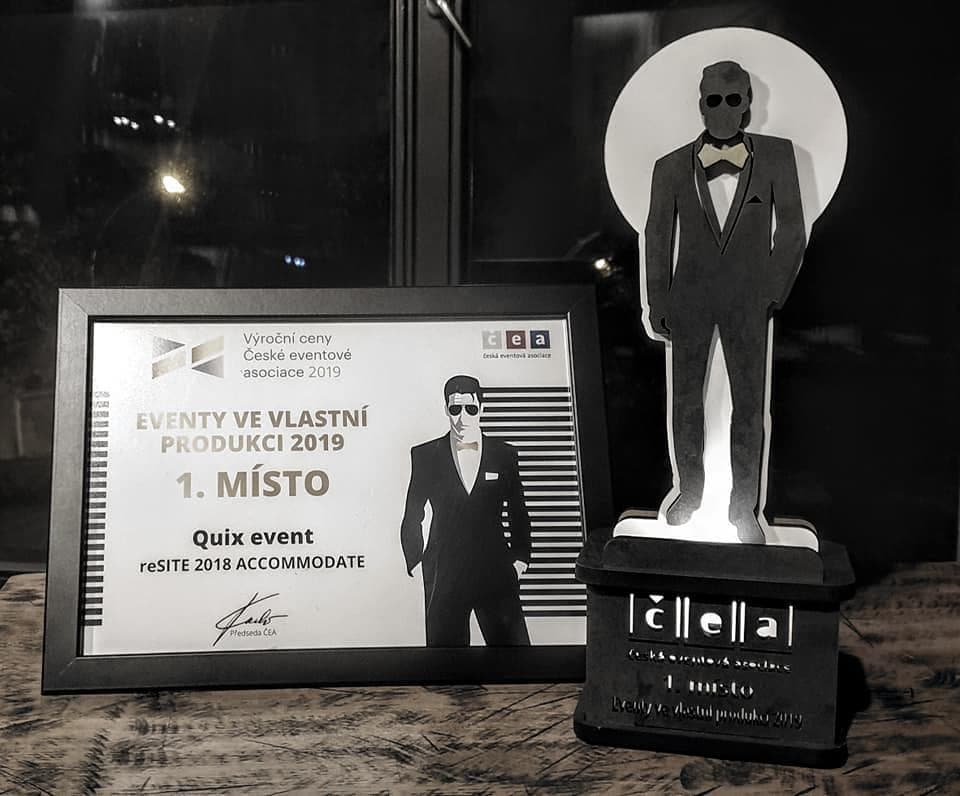 Výroční ceny
České eventové
asociace 2019
čea
česká eventová asociace
EVENTY VE VLASTNÍ
PRODUKCI 2019
1. MÍSTO
Quix event
reSITE 2018 ACCOMMODATE
Předseda ČEA
čea
česká eventová asociace
1. místo
Eventy ve vlastní produkci 2019